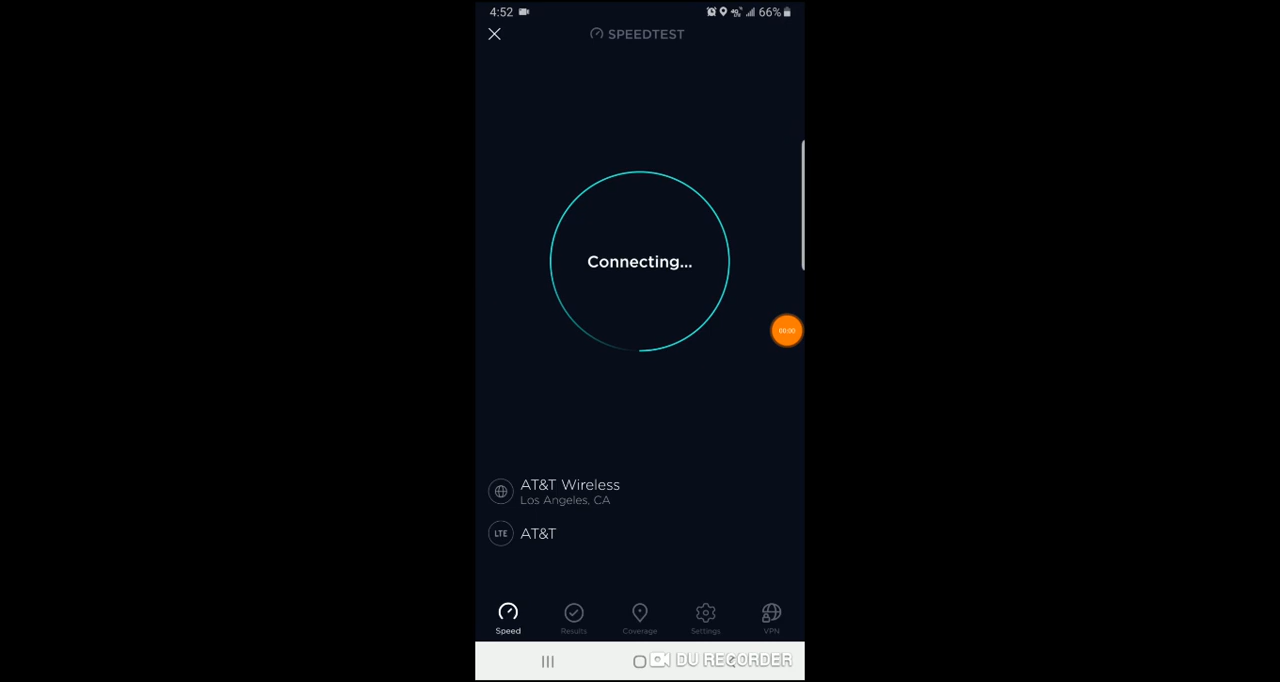 4:52
66%
SPEEDTEST
Connecting...
00:00
AT&T Wireless
Los Angeles, CA
LTE
AT&T
Speed
Results
Coverage
Settings
VPN
DU RECORDER